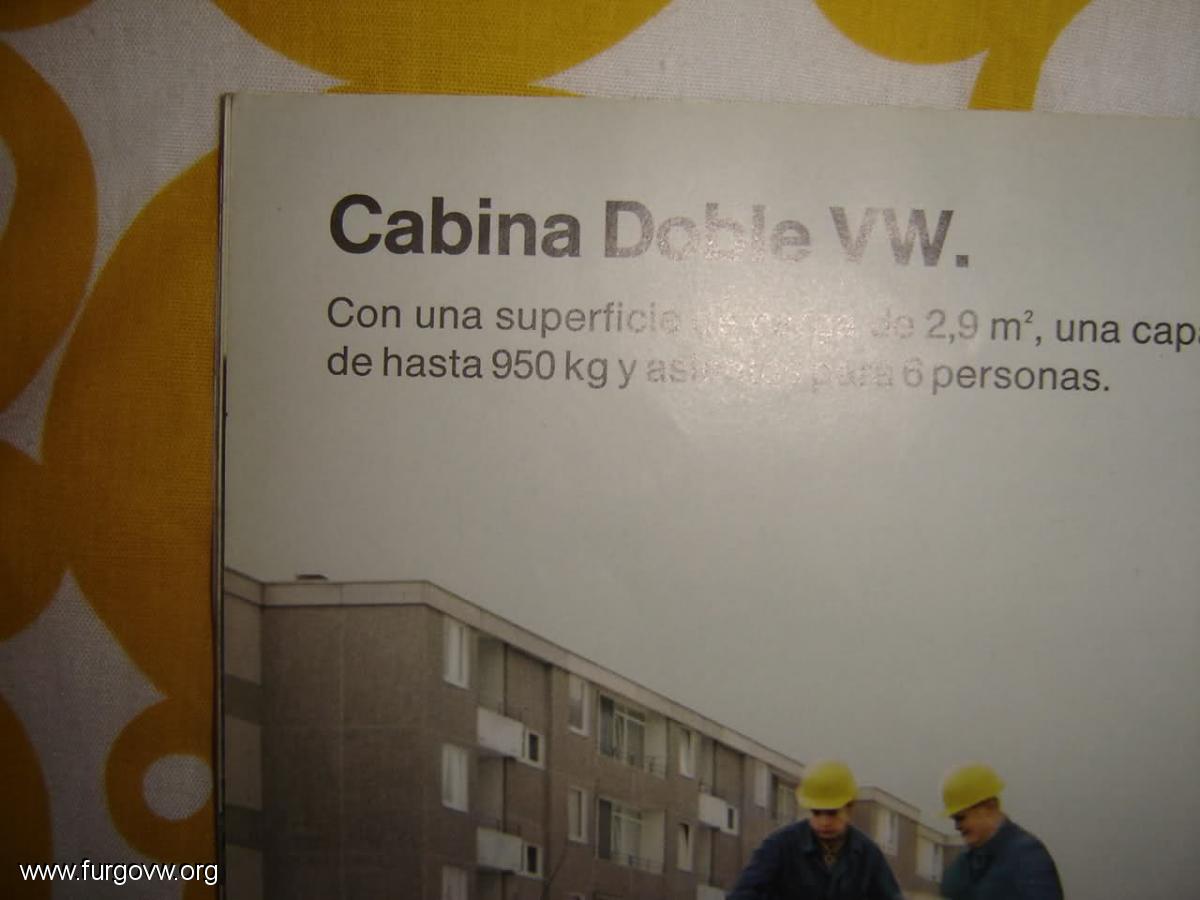 Cabina Doble VW.
Con una superficie de carga de 2,9 m², una capa
de hasta 950 kg y asientos para 6 personas.
www.furgovw.org